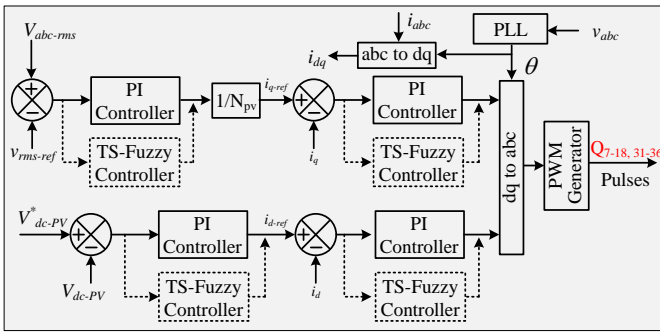 V_abc-rms
i_abc
PLL
v_abc
i_dq
abc to dq
θ
+
−
PI
Controller
1/N_pv
i_q-ref
+
−
PI
Controller
v_rms-ref
TS-Fuzzy
Controller
i_q
TS-Fuzzy
Controller
dq to abc
PWM
Generator
Q_7-18, 31-36
Pulses
V*_dc-PV
+
−
PI
Controller
i_d-ref
+
−
PI
Controller
V_dc-PV
TS-Fuzzy
Controller
i_d
TS-Fuzzy
Controller